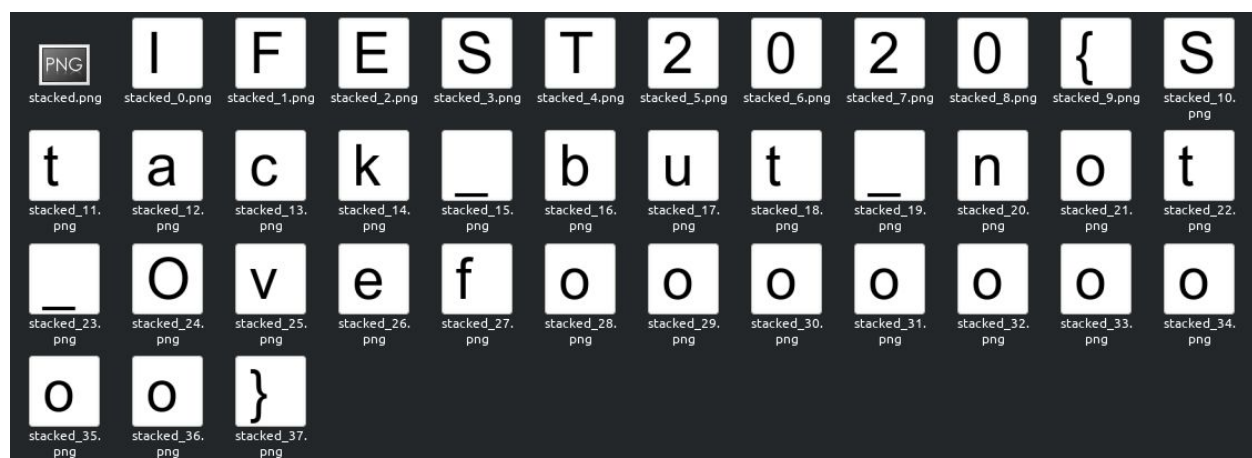 PNG I F E S T 2 0 2 0 { S
stacked.png stacked_0.png stacked_1.png stacked_2.png stacked_3.png stacked_4.png stacked_5.png stacked_6.png stacked_7.png stacked_8.png stacked_9.png stacked_10.
png
t a c k _ b u t _ n o t
stacked_11. stacked_12. stacked_13. stacked_14. stacked_15. stacked_16. stacked_17. stacked_18. stacked_19. stacked_20. stacked_21. stacked_22.
png png png png png png png png png png png png
_ O v e f o o o o o o o
stacked_23. stacked_24. stacked_25. stacked_26. stacked_27. stacked_28. stacked_29. stacked_30. stacked_31. stacked_32. stacked_33. stacked_34.
png png png png png png png png png png png png
o o }
stacked_35. stacked_36. stacked_37.
png png png